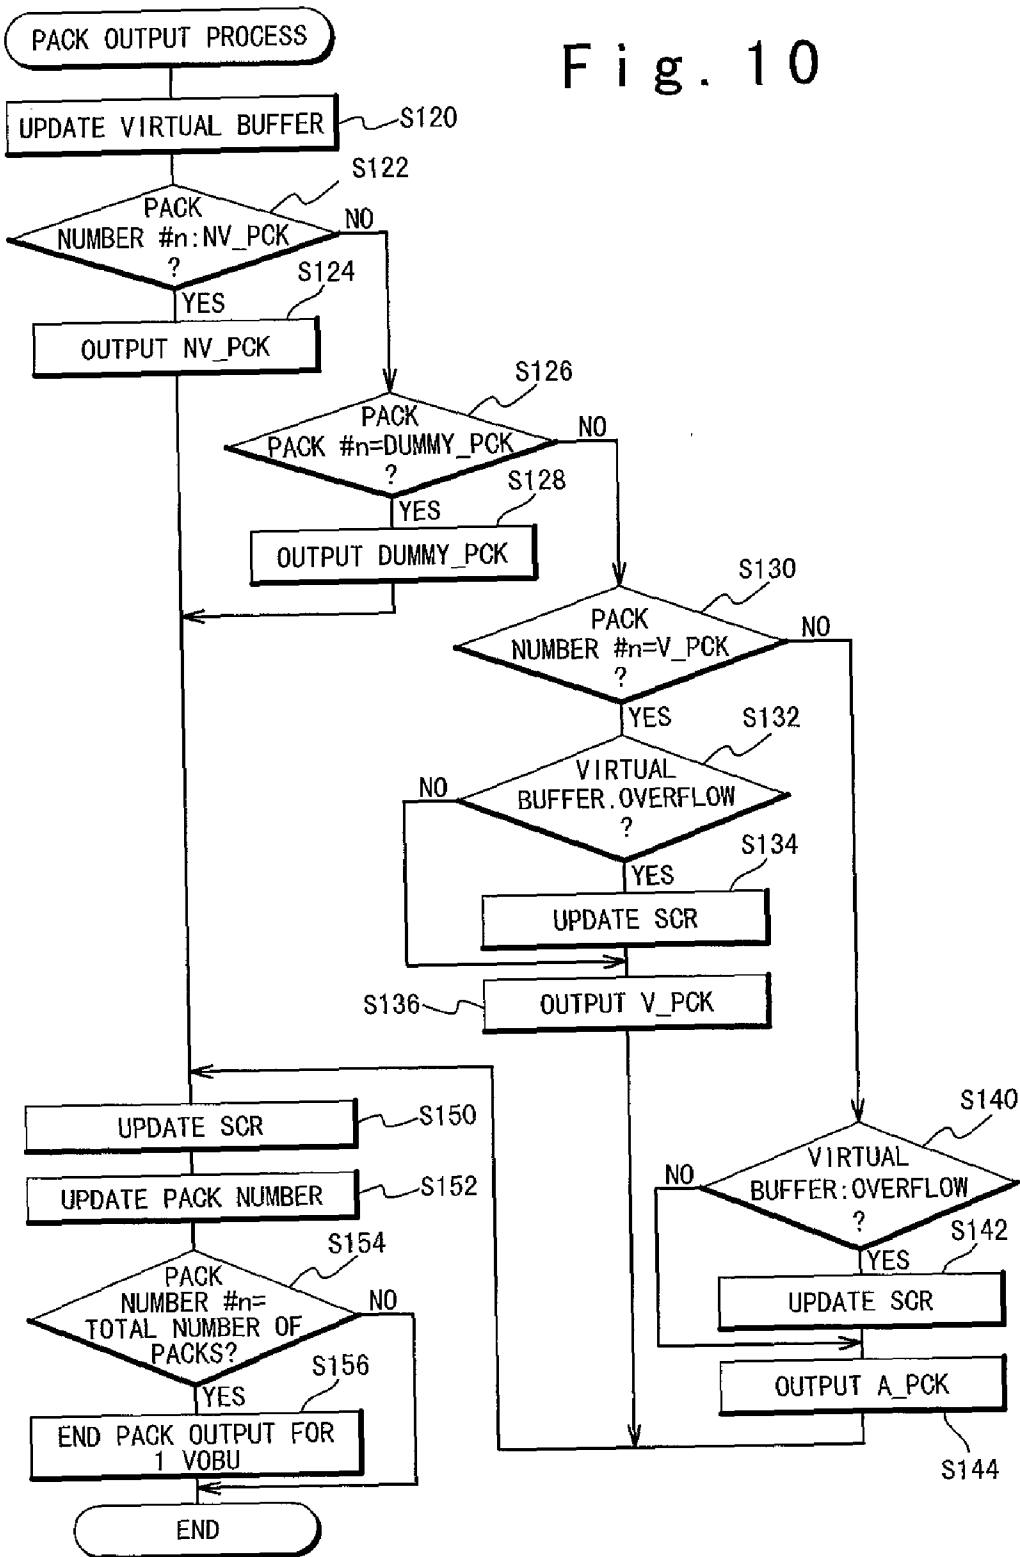 PACK OUTPUT PROCESS
Fig. 10
UPDATE VIRTUAL BUFFER
S120
S122
PACK
NUMBER #n:NV_PCK
?
NO
YES
S124
OUTPUT NV_PCK
S126
PACK
PACK #n=DUMMY_PCK
?
NO
YES
S128
OUTPUT DUMMY_PCK
S130
PACK
NUMBER #n=V_PCK
?
NO
YES
S132
VIRTUAL
BUFFER.OVERFLOW
?
NO
YES
S134
UPDATE SCR
S136
OUTPUT V_PCK
S140
VIRTUAL
BUFFER:OVERFLOW
?
NO
YES
S142
UPDATE SCR
OUTPUT A_PCK
S144
UPDATE SCR
S150
UPDATE PACK NUMBER
S152
S154
PACK
NUMBER #n=
TOTAL NUMBER OF
PACKS?
NO
YES
S156
END PACK OUTPUT FOR
1 VOBU
END